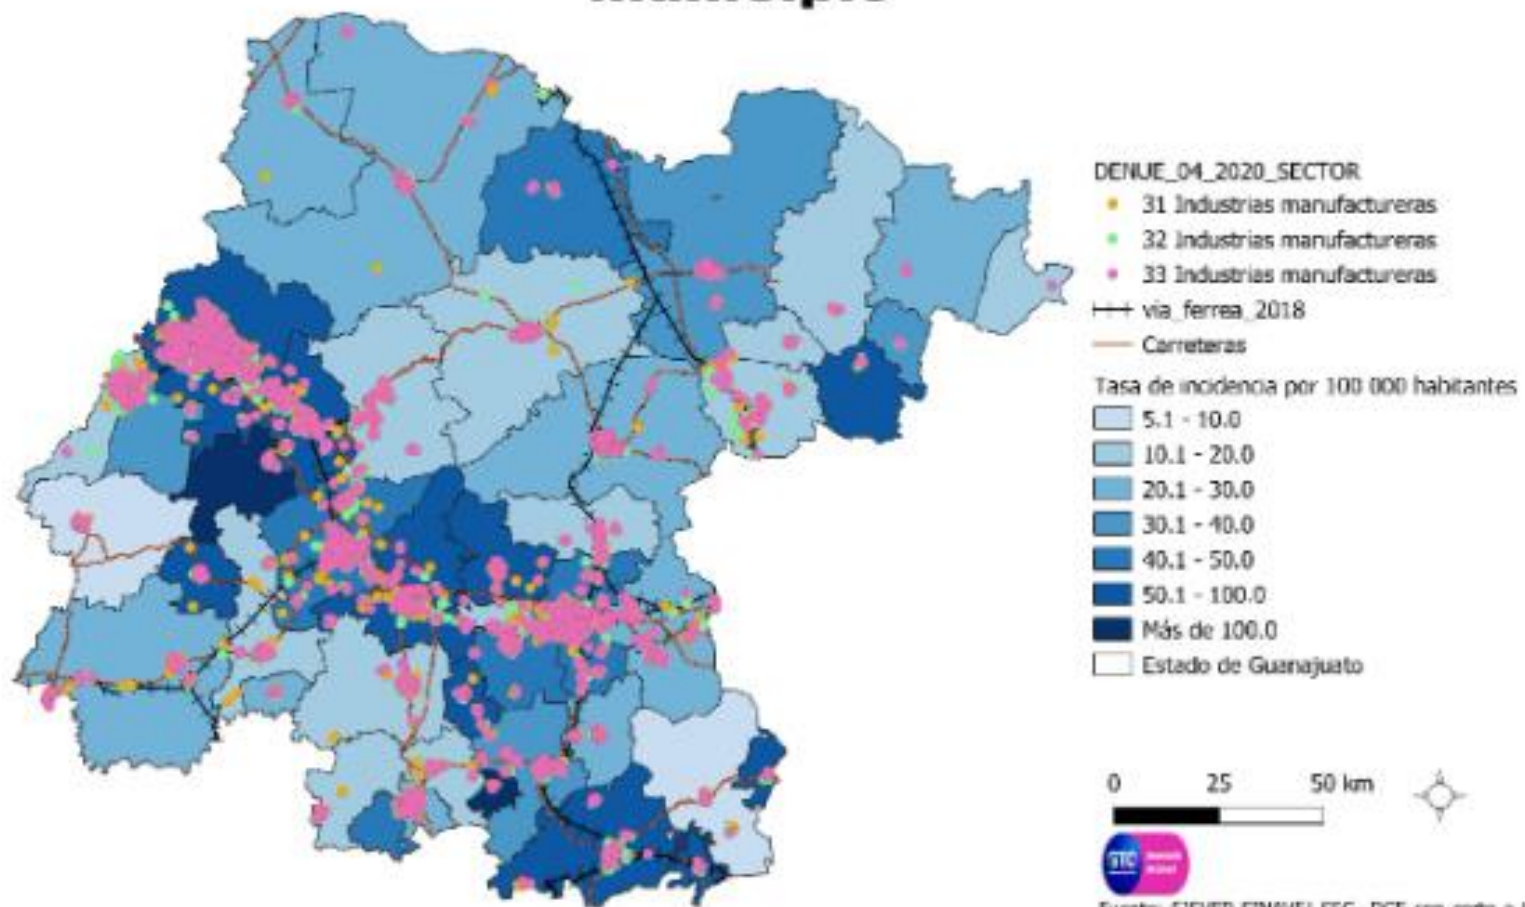 DENUE_04_2020_SECTOR
31 Industrias manufactureras
32 Industrias manufactureras
33 Industrias manufactureras
via_ferrea_2018
Carreteras
Tasa de incidencia por 100 000 habitantes
5.1 - 10.0
10.1 - 20.0
20.1 - 30.0
30.1 - 40.0
40.1 - 50.0
50.1 - 100.0
Más de 100.0
Estado de Guanajuato
0 25 50 km